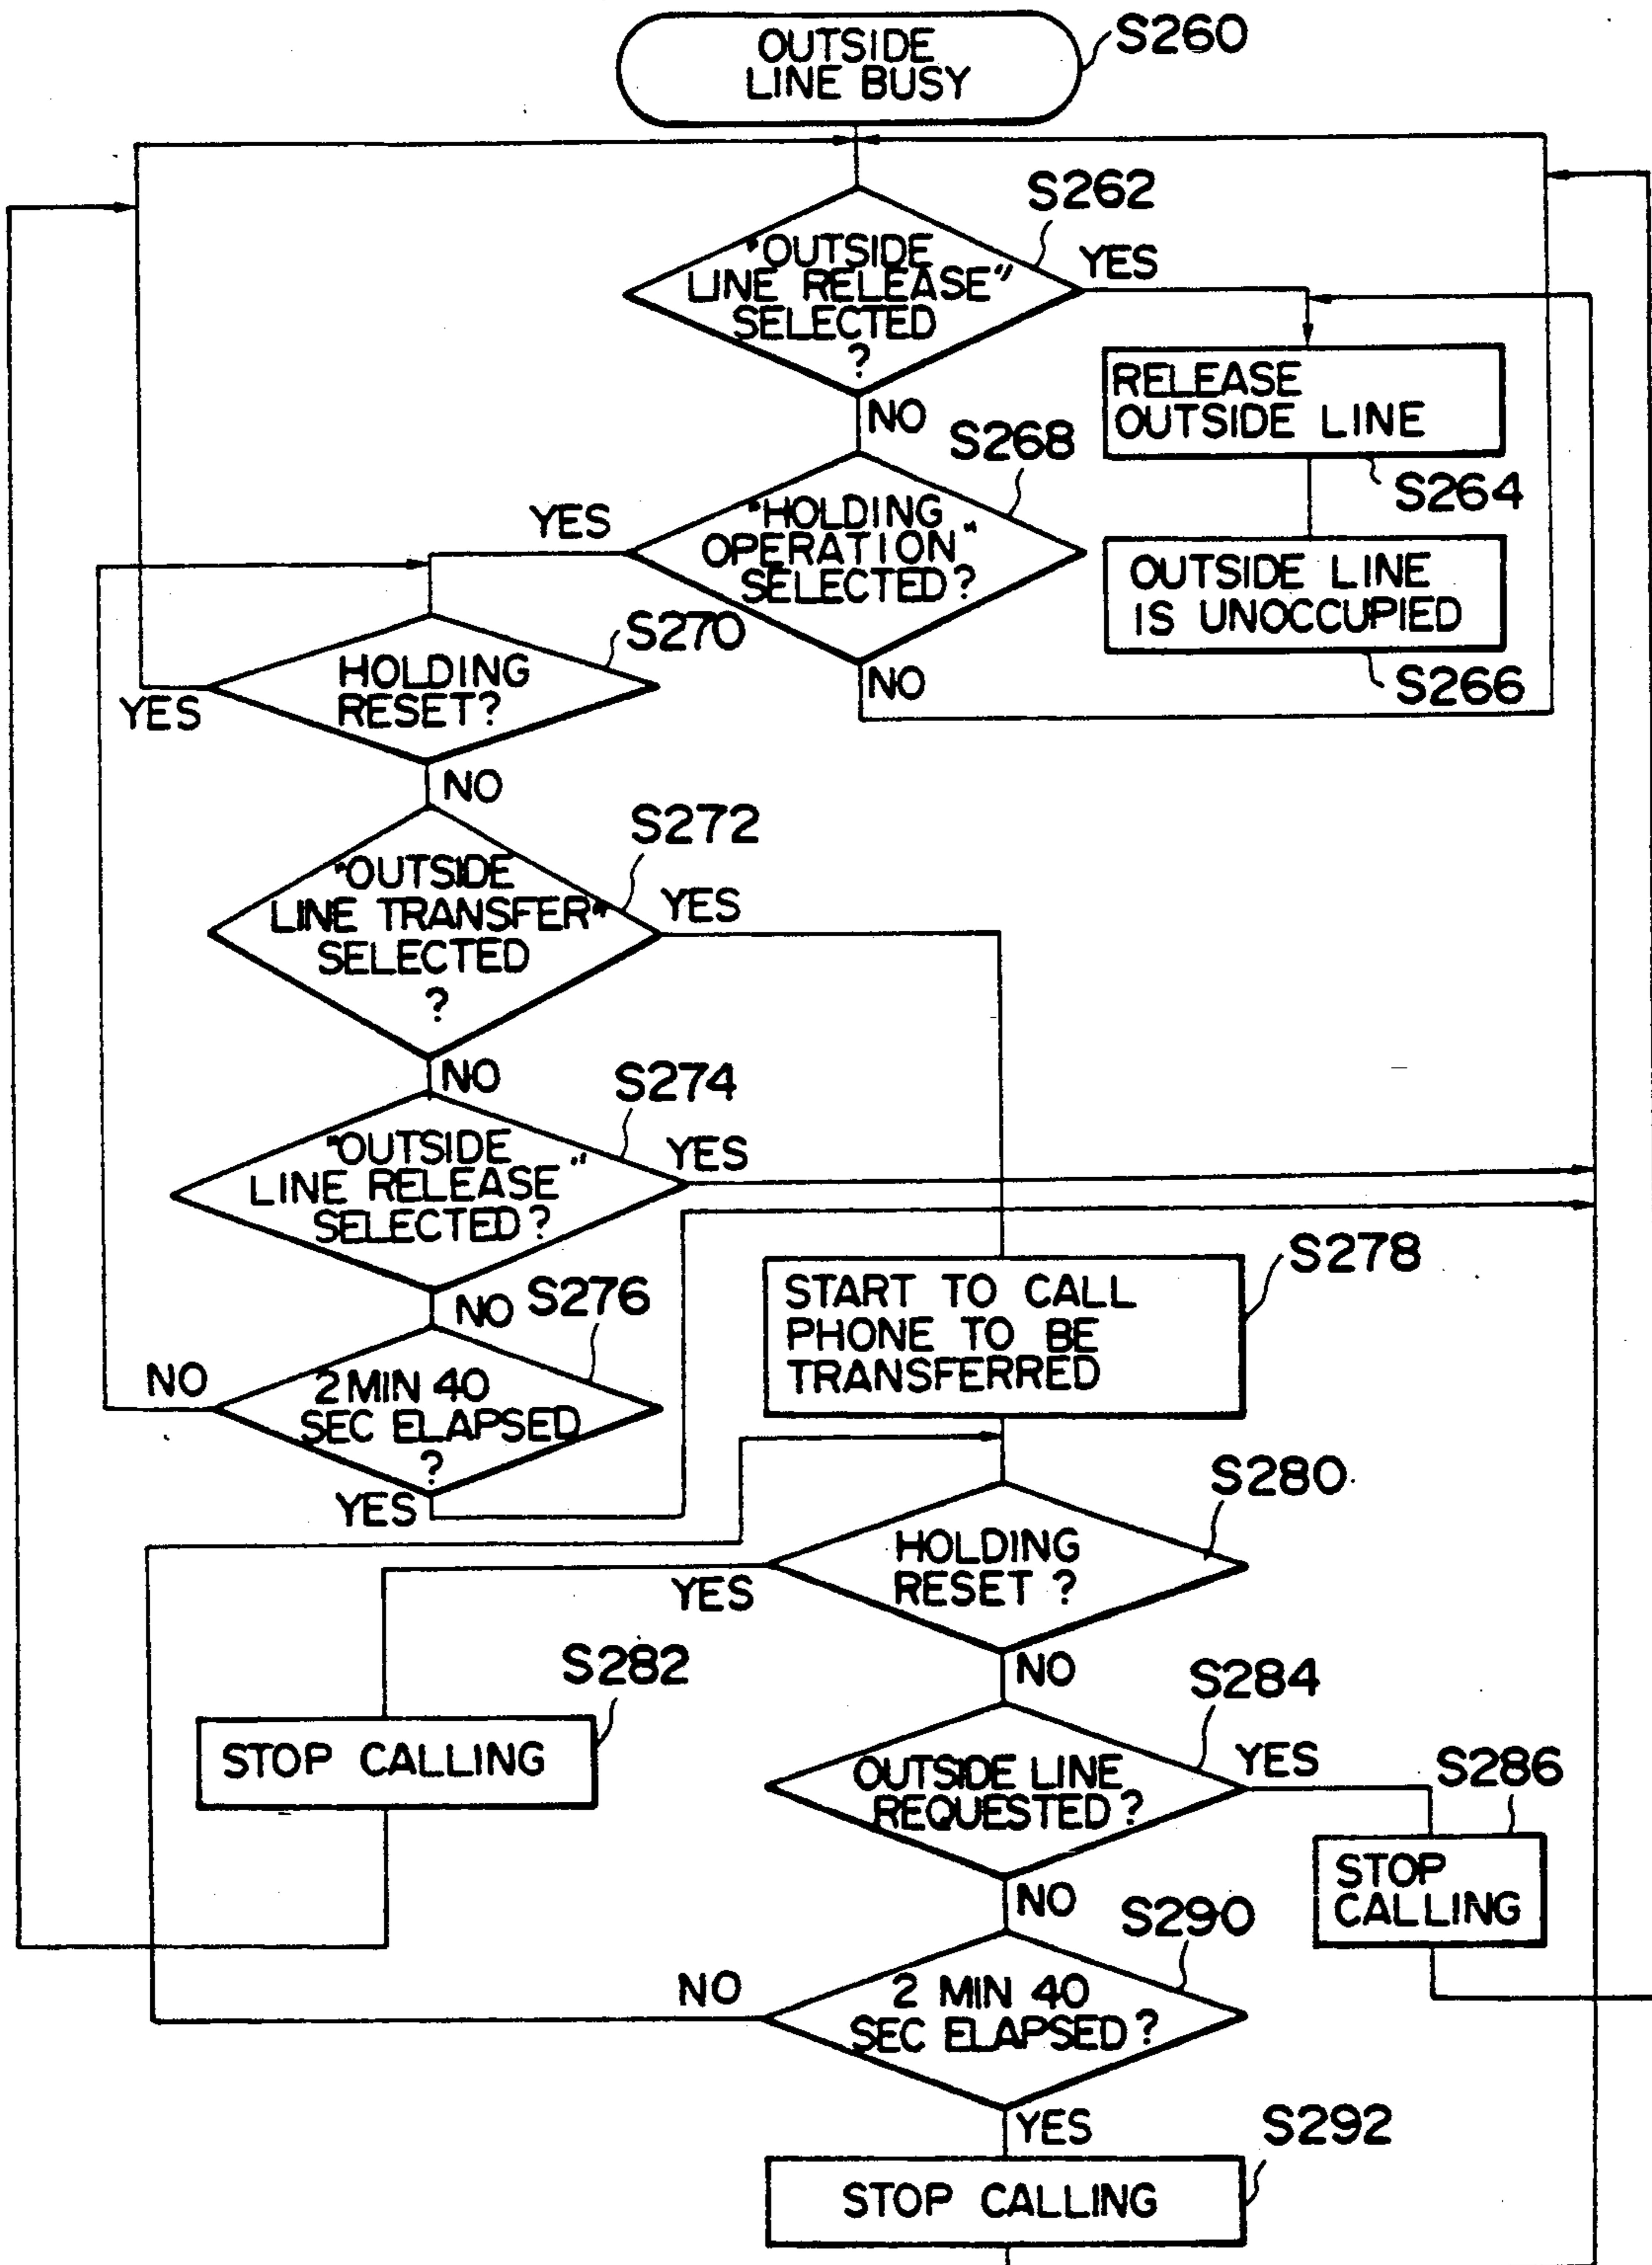 OUTSIDE
LINE BUSY
S260
S262
"OUTSIDE
LINE RELEASE"
SELECTED
?
YES
NO
RELEASE
OUTSIDE LINE
S264
S268
YES
"HOLDING
OPERATION"
SELECTED?
NO
OUTSIDE LINE
IS UNOCCUPIED
S266
S270
HOLDING
RESET?
YES
NO
S272
"OUTSIDE
LINE TRANSFER"
SELECTED
?
YES
NO
S274
"OUTSIDE
LINE RELEASE"
SELECTED?
YES
NO
S276
2 MIN 40
SEC ELAPSED
?
NO
YES
S278
START TO CALL
PHONE TO BE
TRANSFERRED
S280
HOLDING
RESET ?
YES
NO
S282
STOP CALLING
S284
OUTSIDE LINE
REQUESTED?
YES
NO
S286
STOP
CALLING
S290
2 MIN 40
SEC ELAPSED?
NO
YES
S292
STOP CALLING